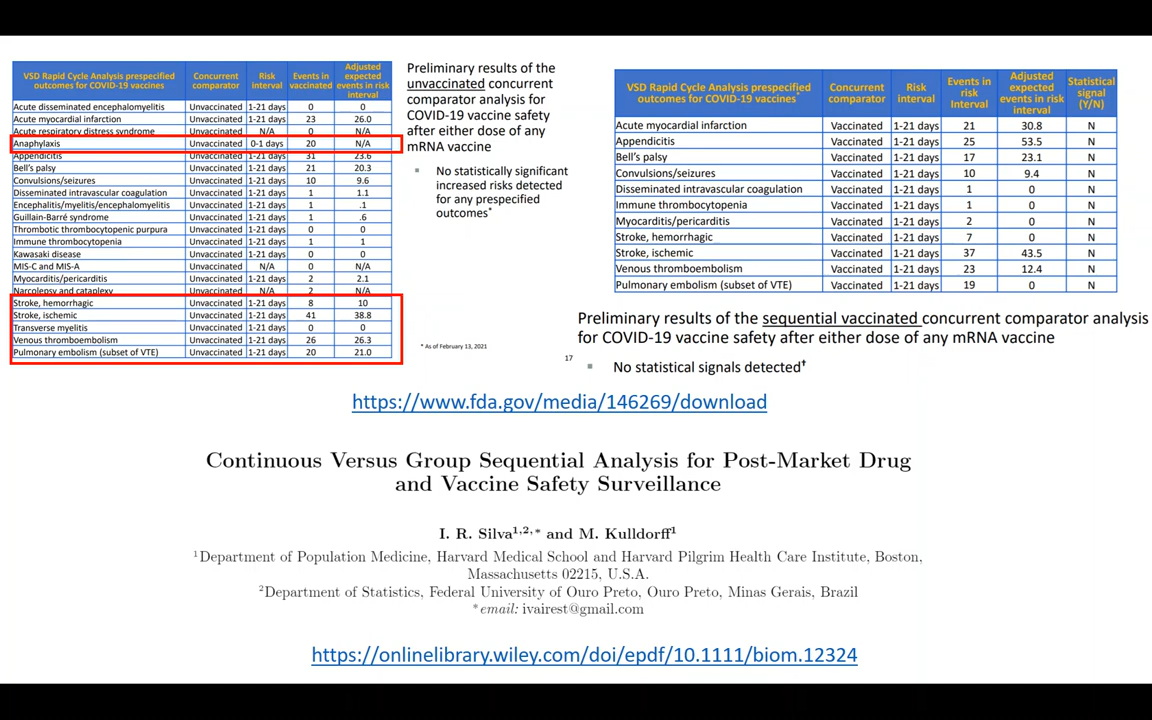 VSD Rapid Cycle Analysis prespecified outcomes for COVID-19 vaccines Concurrent comparator Risk interval Events in vaccinated Adjusted expected events in risk interval
Acute disseminated encephalomyelitis Unvaccinated 1-21 days 0 0
Acute myocardial infarction Unvaccinated 1-21 days 23 26.0
Acute respiratory distress syndrome Unvaccinated N/A 0 N/A
Anaphylaxis Unvaccinated 0-1 days 20 N/A
Appendicitis Unvaccinated 1-21 days 31 23.6
Bell's palsy Unvaccinated 1-21 days 21 20.3
Convulsions/seizures Unvaccinated 1-21 days 10 9.6
Disseminated intravascular coagulation Unvaccinated 1-21 days 1 1.1
Encephalitis/myelitis/encephalomyelitis Unvaccinated 1-21 days 1 .1
Guillain-Barré syndrome Unvaccinated 1-21 days 1 .6
Thrombotic thrombocytopenic purpura Unvaccinated 1-21 days 0 0
Immune thrombocytopenia Unvaccinated 1-21 days 1 1
Kawasaki disease Unvaccinated 1-21 days 0 0
MIS-C and MIS-A Unvaccinated N/A 0 N/A
Myocarditis/pericarditis Unvaccinated 1-21 days 2 2.1
Narcolepsy and cataplexy Unvaccinated N/A 2 N/A
Stroke, hemorrhagic Unvaccinated 1-21 days 8 10
Stroke, ischemic Unvaccinated 1-21 days 41 38.8
Transverse myelitis Unvaccinated 1-21 days 0 0
Venous thromboembolism Unvaccinated 1-21 days 26 26.3
Pulmonary embolism (subset of VTE) Unvaccinated 1-21 days 20 21.0
Preliminary results of the
unvaccinated concurrent
comparator analysis for
COVID-19 vaccine safety
after either dose of any
mRNA vaccine
▪ No statistically significant
increased risks detected
for any prespecified
outcomes*
* As of February 13, 2021
17
VSD Rapid Cycle Analysis prespecified outcomes for COVID-19 vaccines* Concurrent comparator Risk interval Events in risk Interval Adjusted expected events in risk interval Statistical signal (Y/N)
Acute myocardial infarction Vaccinated 1-21 days 21 30.8 N
Appendicitis Vaccinated 1-21 days 25 53.5 N
Bell's palsy Vaccinated 1-21 days 17 23.1 N
Convulsions/seizures Vaccinated 1-21 days 10 9.4 N
Disseminated intravascular coagulation Vaccinated 1-21 days 1 0 N
Immune thrombocytopenia Vaccinated 1-21 days 1 0 N
Myocarditis/pericarditis Vaccinated 1-21 days 2 0 N
Stroke, hemorrhagic Vaccinated 1-21 days 7 0 N
Stroke, ischemic Vaccinated 1-21 days 37 43.5 N
Venous thromboembolism Vaccinated 1-21 days 23 12.4 N
Pulmonary embolism (subset of VTE) Vaccinated 1-21 days 19 0 N
Preliminary results of the sequential vaccinated concurrent comparator analysis
for COVID-19 vaccine safety after either dose of any mRNA vaccine
▪ No statistical signals detected†
https://www.fda.gov/media/146269/download
Continuous Versus Group Sequential Analysis for Post-Market Drug
and Vaccine Safety Surveillance
I. R. Silva1,2,* and M. Kulldorff1
1Department of Population Medicine, Harvard Medical School and Harvard Pilgrim Health Care Institute, Boston,
Massachusetts 02215, U.S.A.
2Department of Statistics, Federal University of Ouro Preto, Ouro Preto, Minas Gerais, Brazil
*email: ivairest@gmail.com
https://onlinelibrary.wiley.com/doi/epdf/10.1111/biom.12324